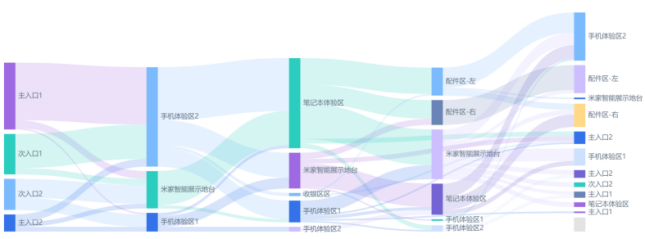 主入口1
次入口1
次入口2
主入口2
手机体验区2
米家智能展示地台
手机体验区1
笔记本体验区
米家智能展示地台
收银区区
手机体验区1
手机体验区2
配件区-左
配件区-右
米家智能展示地台
笔记本体验区
手机体验区1
手机体验区2
手机体验区2
配件区-左
米家智能展示地台
配件区-右
主入口2
手机体验区1
主入口2
次入口2
主入口1
笔记本体验区
主入口1